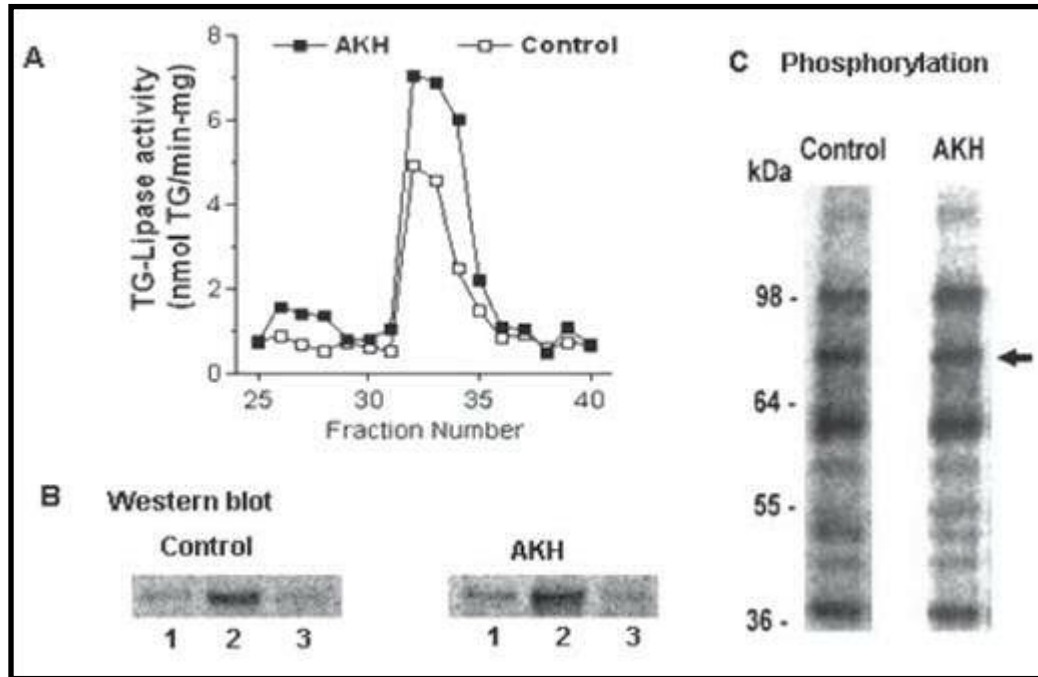 A
AKH Control
TG-Lipase activity
(nmol TG/min-mg)
8
6
4
2
0
25 30 35 40
Fraction Number
B Western blot
Control AKH
1 2 3 1 2 3
C Phosphorylation
Control AKH
kDa
98 -
64 -
55 -
36 -